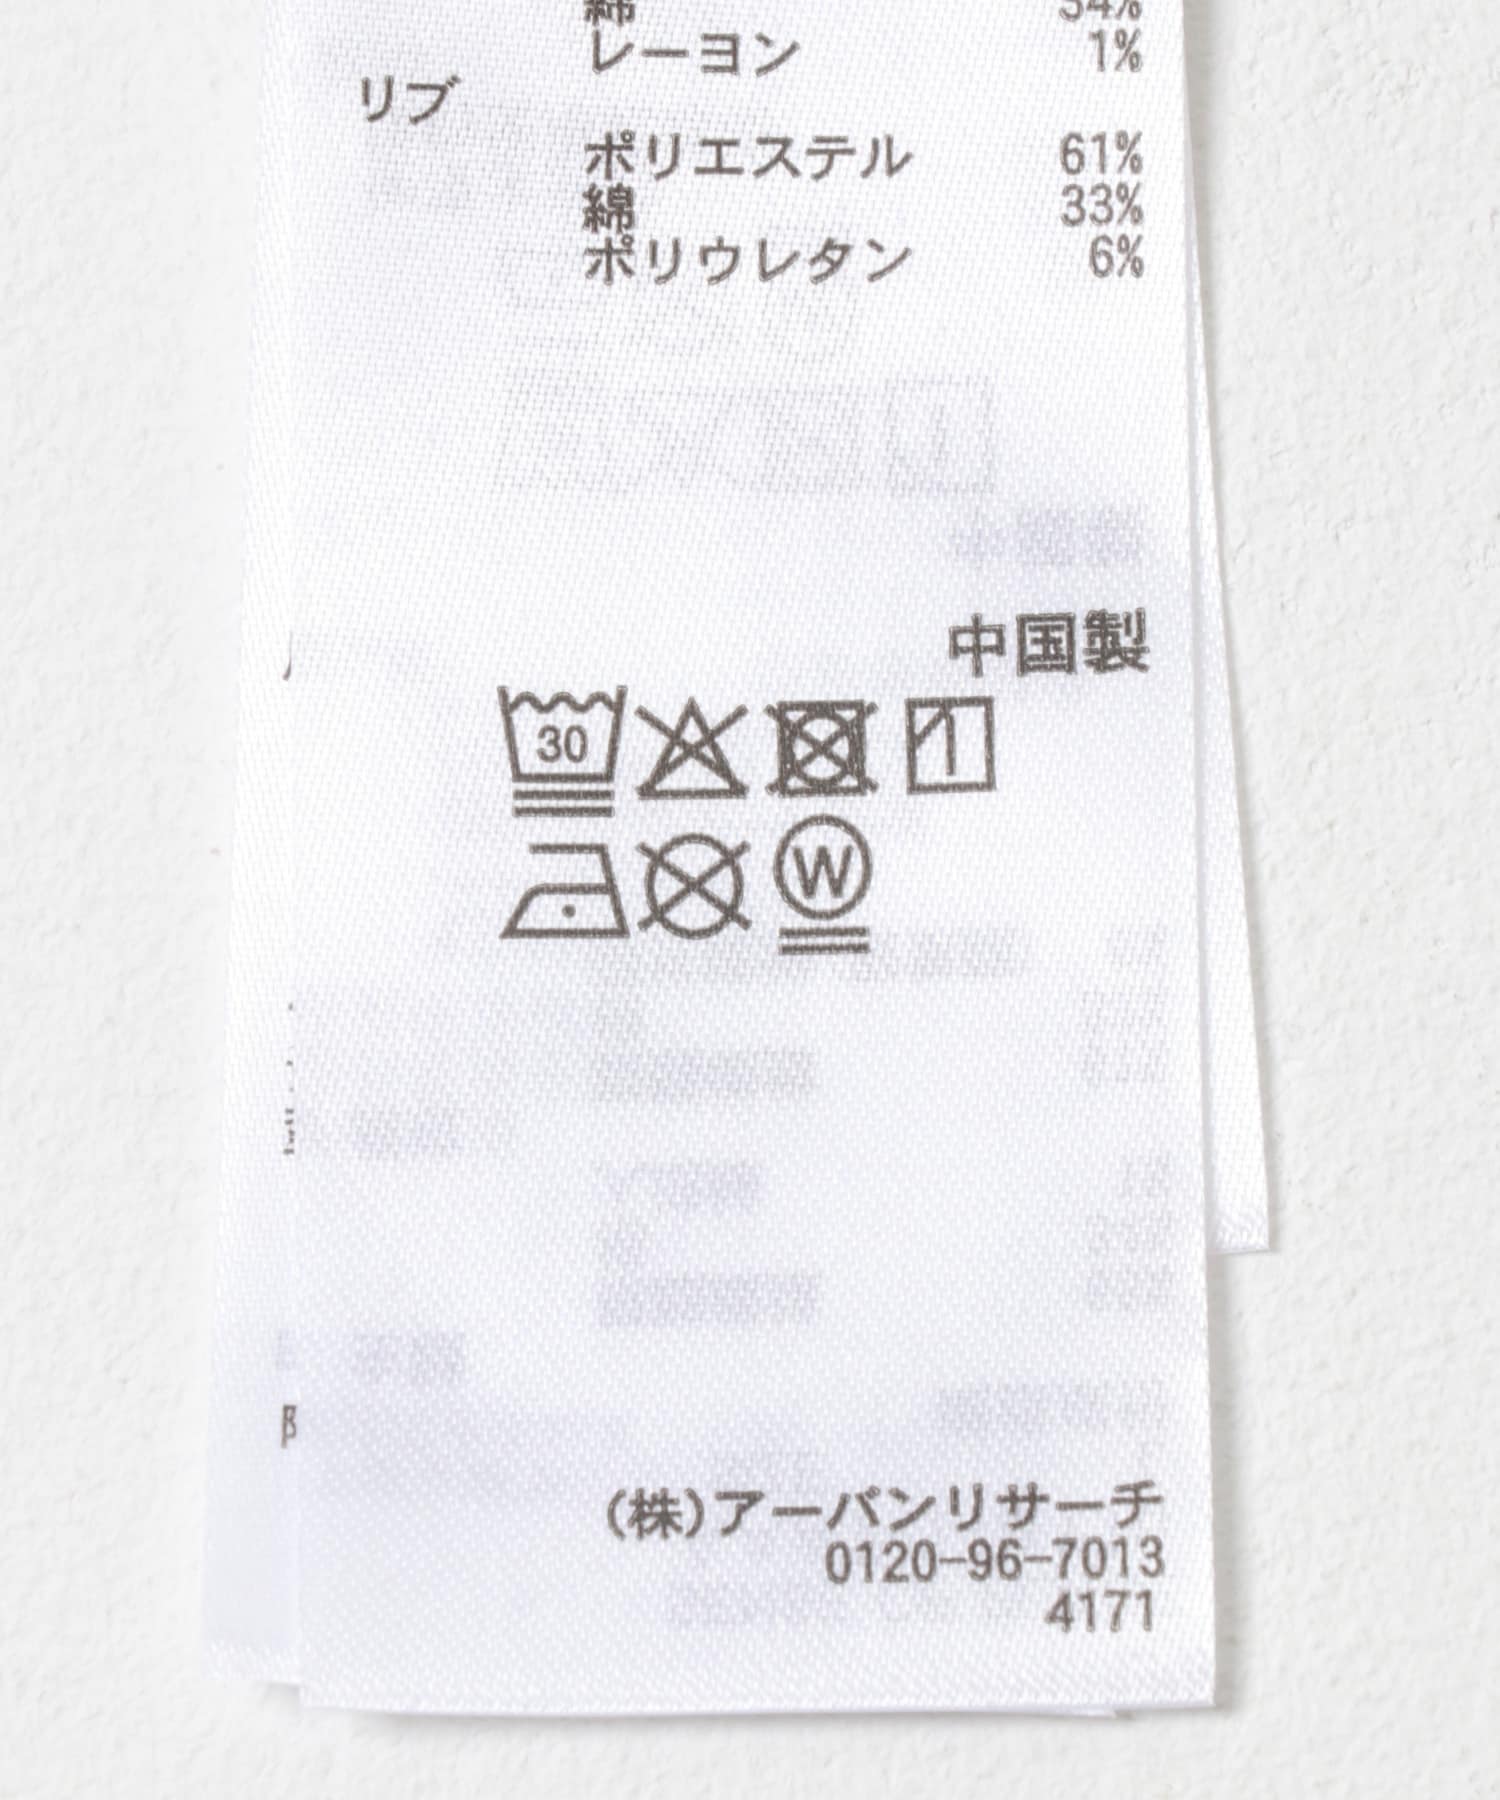 綿 34%
レーヨン 1%
リブ
ポリエステル 61%
綿 33%
ポリウレタン 6%
中国製
30
W
(株)アーバンリサーチ
0120-96-7013
4171